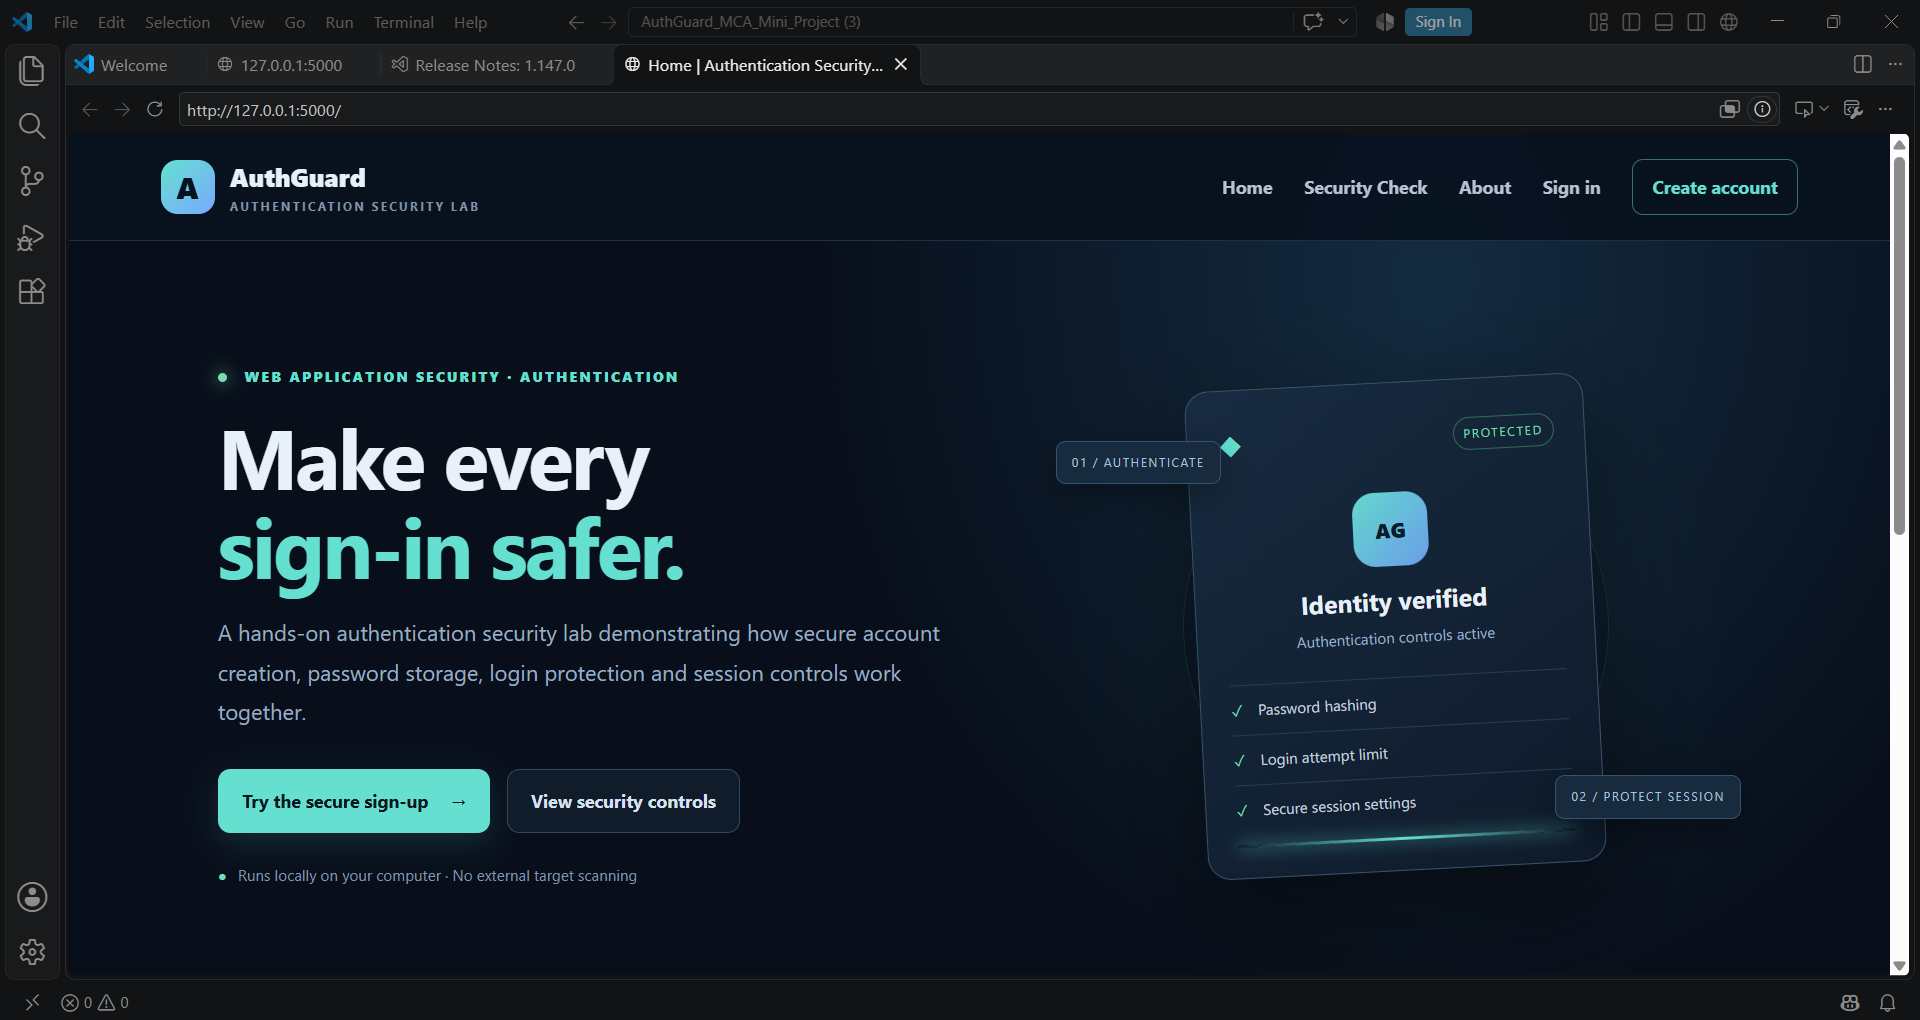 File Edit Selection View Go Run Terminal Help
AuthGuard_MCA_Mini_Project (3)
Sign In
Welcome
127.0.0.1:5000
Release Notes: 1.147.0
Home | Authentication Security...
http://127.0.0.1:5000/
A
AuthGuard
AUTHENTICATION SECURITY LAB
Home
Security Check
About
Sign in
Create account
WEB APPLICATION SECURITY · AUTHENTICATION
Make every
sign-in safer.
A hands-on authentication security lab demonstrating how secure account
creation, password storage, login protection and session controls work
together.
Try the secure sign-up →
View security controls
Runs locally on your computer · No external target scanning
01 / AUTHENTICATE
PROTECTED
AG
Identity verified
Authentication controls active
✓ Password hashing
✓ Login attempt limit
✓ Secure session settings
02 / PROTECT SESSION
0 0